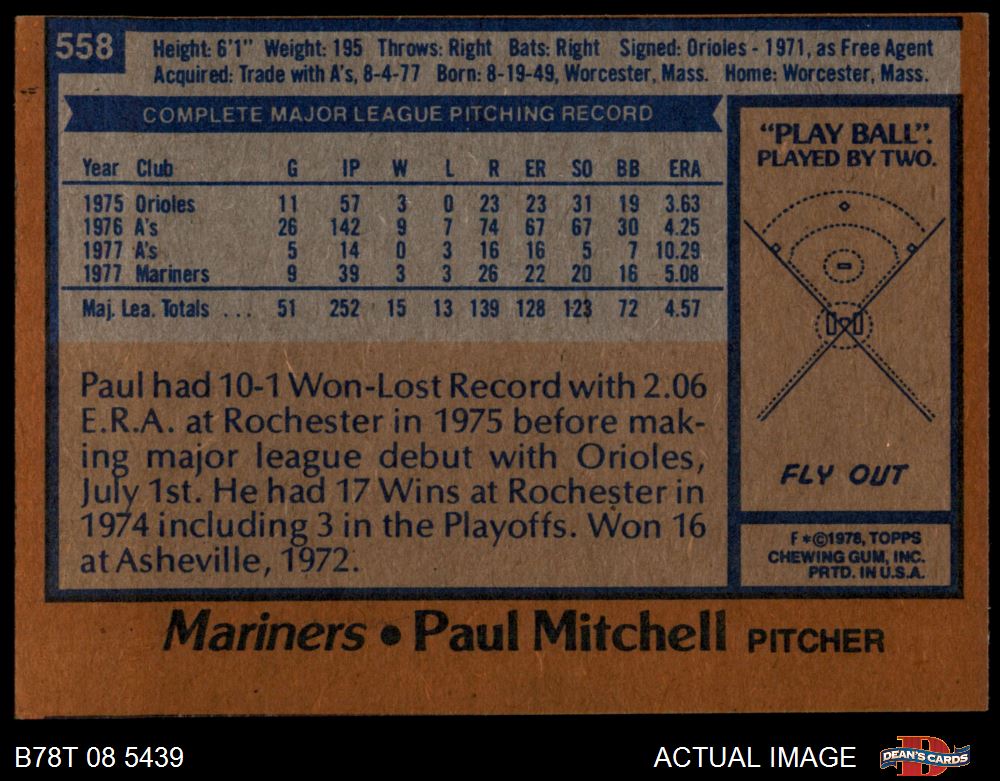 558
Height: 6'1" Weight: 195 Throws: Right Bats: Right Signed: Orioles - 1971, as Free Agent
Acquired: Trade with A's, 8-4-77 Born: 8-19-49, Worcester, Mass. Home: Worcester, Mass.
COMPLETE MAJOR LEAGUE PITCHING RECORD
Year Club G IP W L R ER SO BB ERA
1975 Orioles 11 57 3 0 23 23 31 19 3.63
1976 A's 26 142 9 7 74 67 67 30 4.25
1977 A's 5 14 0 3 16 16 5 7 10.29
1977 Mariners 9 39 3 3 26 22 20 16 5.08
Maj. Lea. Totals ... 51 252 15 13 139 128 123 72 4.57
Paul had 10-1 Won-Lost Record with 2.06
E.R.A. at Rochester in 1975 before mak-
ing major league debut with Orioles,
July 1st. He had 17 Wins at Rochester in
1974 including 3 in the Playoffs. Won 16
at Asheville, 1972.
"PLAY BALL".
PLAYED BY TWO.
FLY OUT
F*©1978, TOPPS
CHEWING GUM, INC.
PRTD. IN U.S.A.
Mariners • Paul Mitchell PITCHER
B78T 08 5439
ACTUAL IMAGE
DEAN'S CARDS